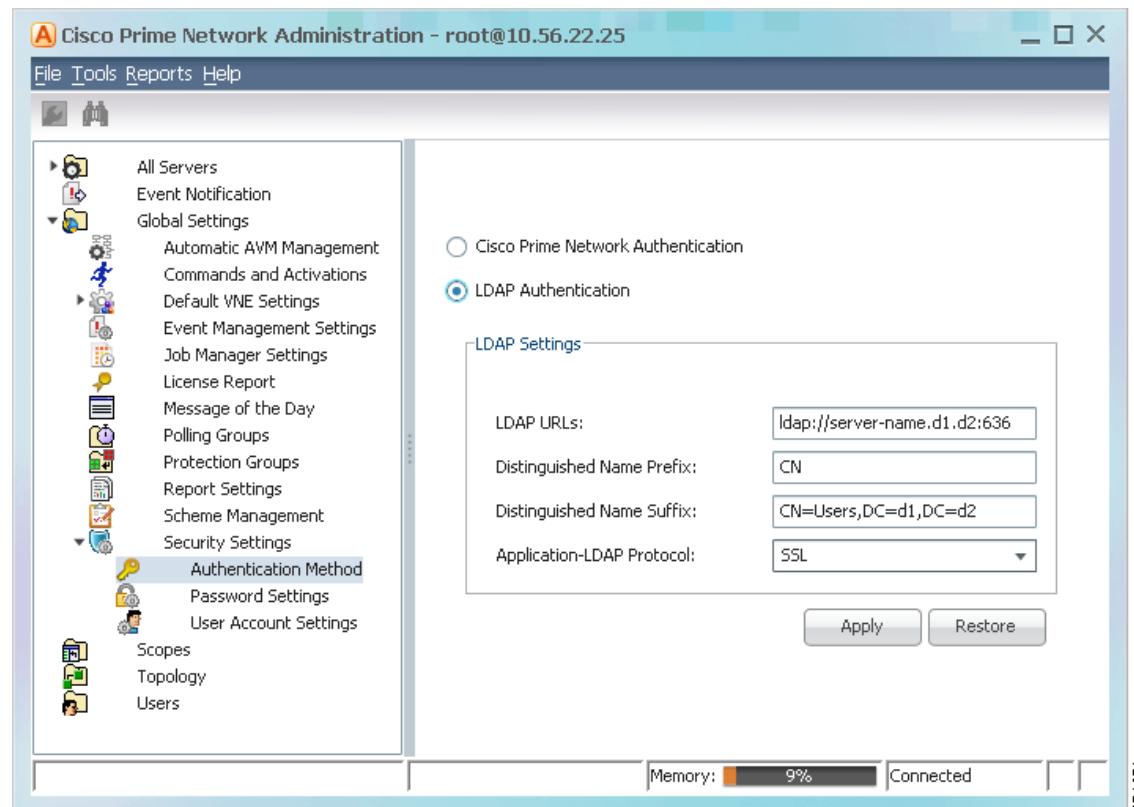 Cisco Prime Network Administration - root@10.56.22.25
File Tools Reports Help
All Servers
Event Notification
Global Settings
Automatic AVM Management
Commands and Activations
Default VNE Settings
Event Management Settings
Job Manager Settings
License Report
Message of the Day
Polling Groups
Protection Groups
Report Settings
Scheme Management
Security Settings
Authentication Method
Password Settings
User Account Settings
Scopes
Topology
Users
Cisco Prime Network Authentication
LDAP Authentication
LDAP Settings
LDAP URLs: ldap://server-name.d1.d2:636
Distinguished Name Prefix: CN
Distinguished Name Suffix: CN=Users,DC=d1,DC=d2
Application-LDAP Protocol: SSL
Apply Restore
Memory: 9% Connected